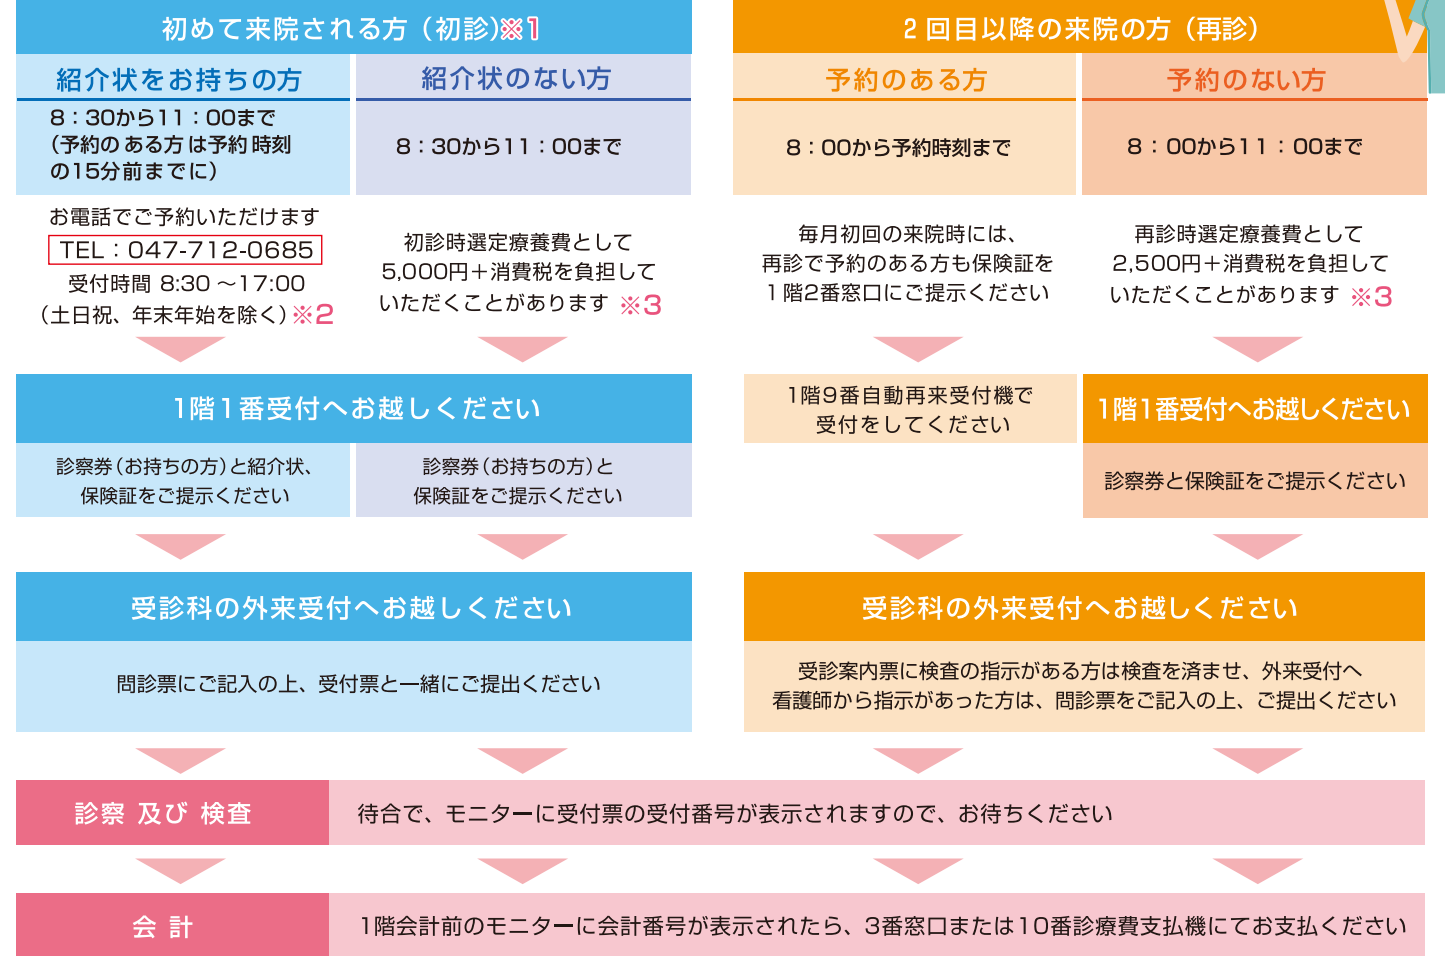 初めて来院される方（初診）※1
紹介状をお持ちの方
8：30から11：00まで
（予約のある方は予約時刻
の15分前までに）
お電話でご予約いただけます
TEL：047-712-0685
受付時間 8:30 ～17:00
（土日祝、年末年始を除く）※2
紹介状のない方
8：30から11：00まで
初診時選定療養費として
5,000円＋消費税を負担して
いただくことがあります ※3
1階1番受付へお越しください
診察券（お持ちの方）と紹介状、
保険証をご提示ください
診察券（お持ちの方）と
保険証をご提示ください
受診科の外来受付へお越しください
問診票にご記入の上、受付票と一緒にご提出ください
2回目以降の来院の方（再診）
予約のある方
8：00から予約時刻まで
毎月初回の来院時には、
再診で予約のある方も保険証を
1階2番窓口にご提示ください
1階9番自動再来受付機で
受付をしてください
予約のない方
8：00から11：00まで
再診時選定療養費として
2,500円＋消費税を負担して
いただくことがあります ※3
1階1番受付へお越しください
診察券と保険証をご提示ください
受診科の外来受付へお越しください
受診案内票に検査の指示がある方は検査を済ませ、外来受付へ
看護師から指示があった方は、問診票をご記入の上、ご提出ください
診察 及び 検査
待合で、モニターに受付票の受付番号が表示されますので、お待ちください
会 計
1階会計前のモニターに会計番号が表示されたら、3番窓口または10番診療費支払機にてお支払ください